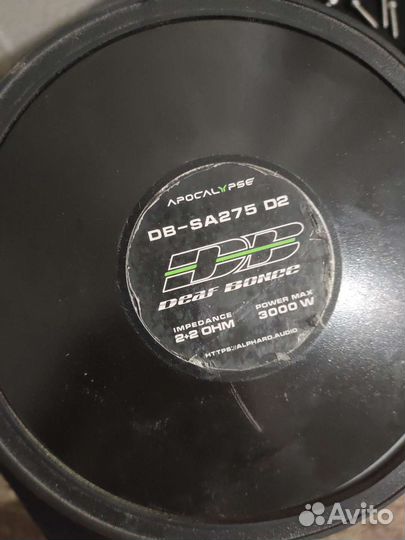 APOCALYPSE
DB-SA275 D2
DB
Deaf Bonce
IMPEDANCE
2+2 OHM
POWER MAX
3000 W
HTTPS://ALPHARD.AUDIO
Avito